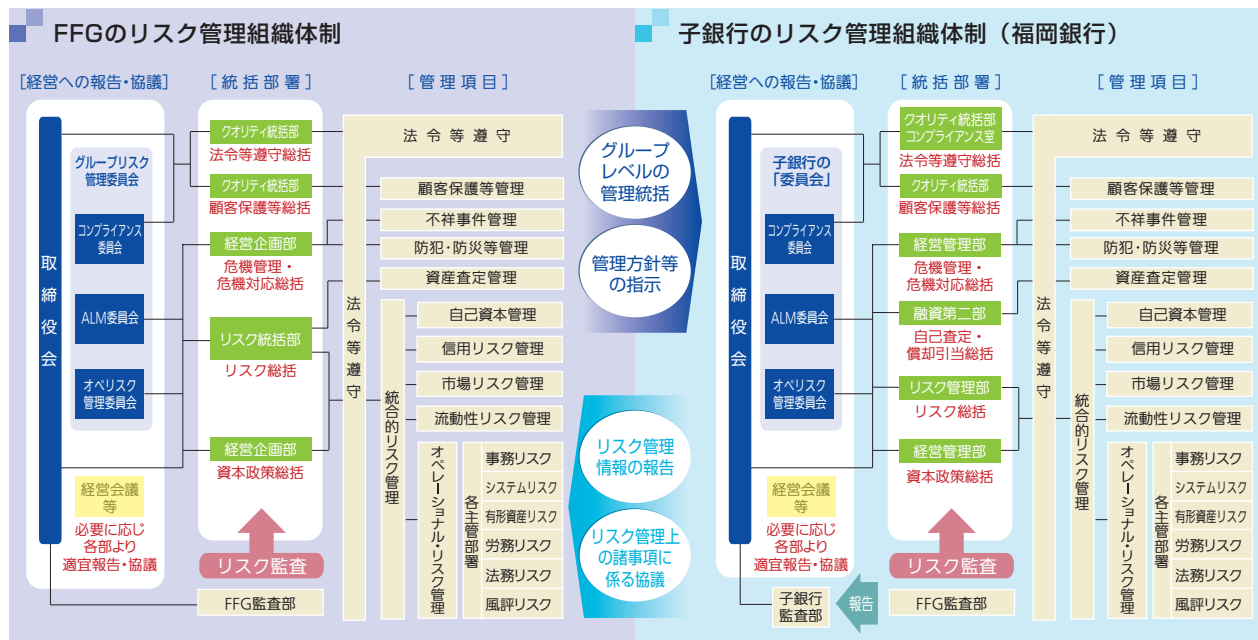 FFGのリスク管理組織体制
[経営への報告・協議]
[統括部署]
[管理項目]
取締役会
グループリスク
管理委員会
コンプライアンス
委員会
ALM委員会
オペリスク
管理委員会
経営会議
等
必要に応じ
各部より
適宜報告・協議
クオリティ統括部
法令等遵守総括
クオリティ統括部
顧客保護等総括
経営企画部
危機管理・
危機対応総括
リスク統括部
リスク総括
経営企画部
資本政策総括
リスク監査
FFG監査部
法令等遵守
法令等遵守
顧客保護等管理
不祥事件管理
防犯・防災等管理
資産査定管理
統合的リスク管理
自己資本管理
信用リスク管理
市場リスク管理
流動性リスク管理
オペレーショナル・リスク管理
各主管部署
事務リスク
システムリスク
有形資産リスク
労務リスク
法務リスク
風評リスク
グループ
レベルの
管理統括
管理方針等
の指示
リスク管理
情報の報告
リスク管理上
の諸事項に
係る協議
子銀行のリスク管理組織体制（福岡銀行）
[経営への報告・協議]
[統括部署]
[管理項目]
取締役会
子銀行の
「委員会」
コンプライアンス
委員会
ALM委員会
オペリスク
管理委員会
経営会議
等
必要に応じ
各部より
適宜報告・協議
子銀行
監査部
報告
クオリティ統括部
コンプライアンス室
法令等遵守総括
クオリティ統括部
顧客保護等総括
経営管理部
危機管理・
危機対応総括
融資第二部
自己査定・
償却引当総括
リスク管理部
リスク総括
経営管理部
資本政策総括
リスク監査
FFG監査部
法令等遵守
法令等遵守
顧客保護等管理
不祥事件管理
防犯・防災等管理
資産査定管理
統合的リスク管理
自己資本管理
信用リスク管理
市場リスク管理
流動性リスク管理
オペレーショナル・リスク管理
各主管部署
事務リスク
システムリスク
有形資産リスク
労務リスク
法務リスク
風評リスク